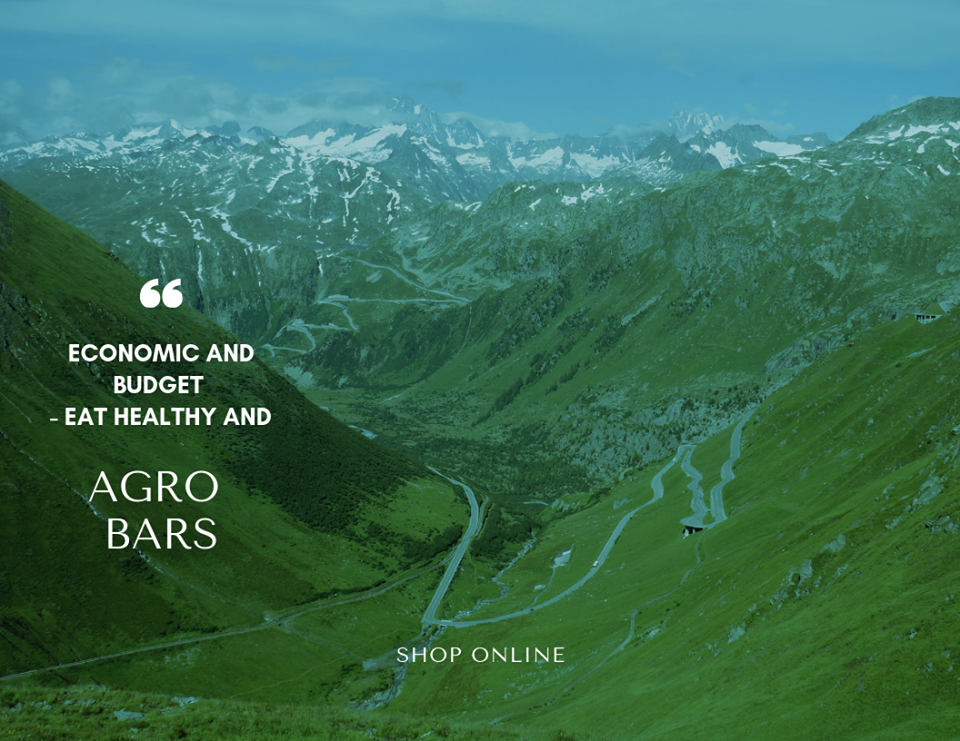 ❝
ECONOMIC AND
BUDGET
- EAT HEALTHY AND
AGRO
BARS
SHOP ONLINE